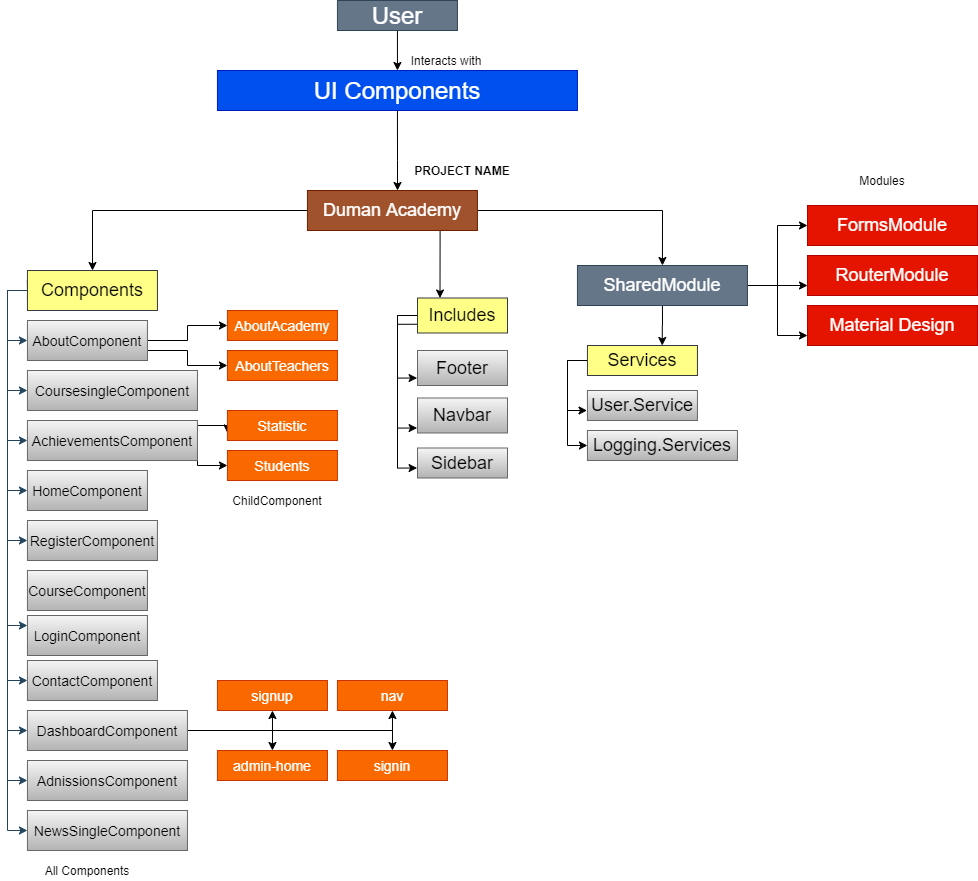 User
Interacts with
UI Components
PROJECT NAME
Duman Academy
Modules
FormsModule
RouterModule
Material Design
SharedModule
Components
Includes
AboutComponent
AboutAcademy
AboutTeachers
Footer
Services
CoursesingleComponent
Navbar
User.Service
AchievementsComponent
Statistic
Students
Sidebar
Logging.Services
HomeComponent
ChildComponent
RegisterComponent
CourseComponent
LoginComponent
ContactComponent
signup
nav
DashboardComponent
admin-home
signin
AdnissionsComponent
NewsSingleComponent
All Components